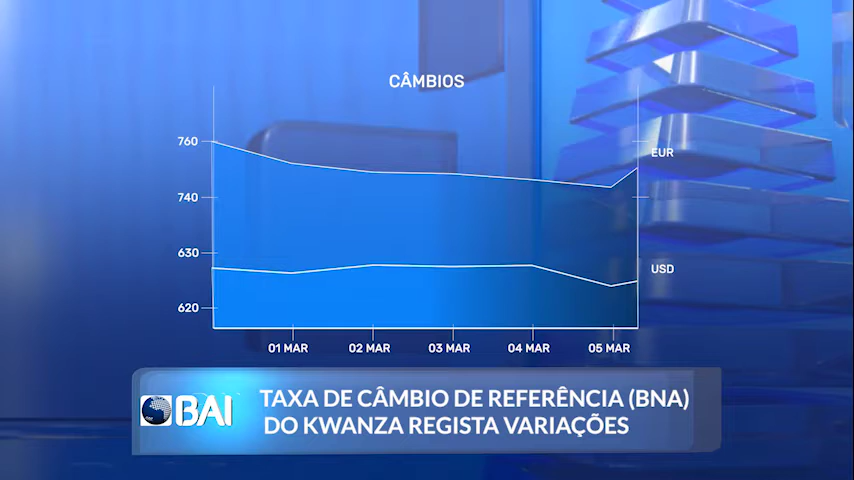 CÂMBIOS
760
EUR
740
630
USD
620
01 MAR
02 MAR
03 MAR
04 MAR
05 MAR
BAI
TAXA DE CÂMBIO DE REFERÊNCIA (BNA)
DO KWANZA REGISTA VARIAÇÕES